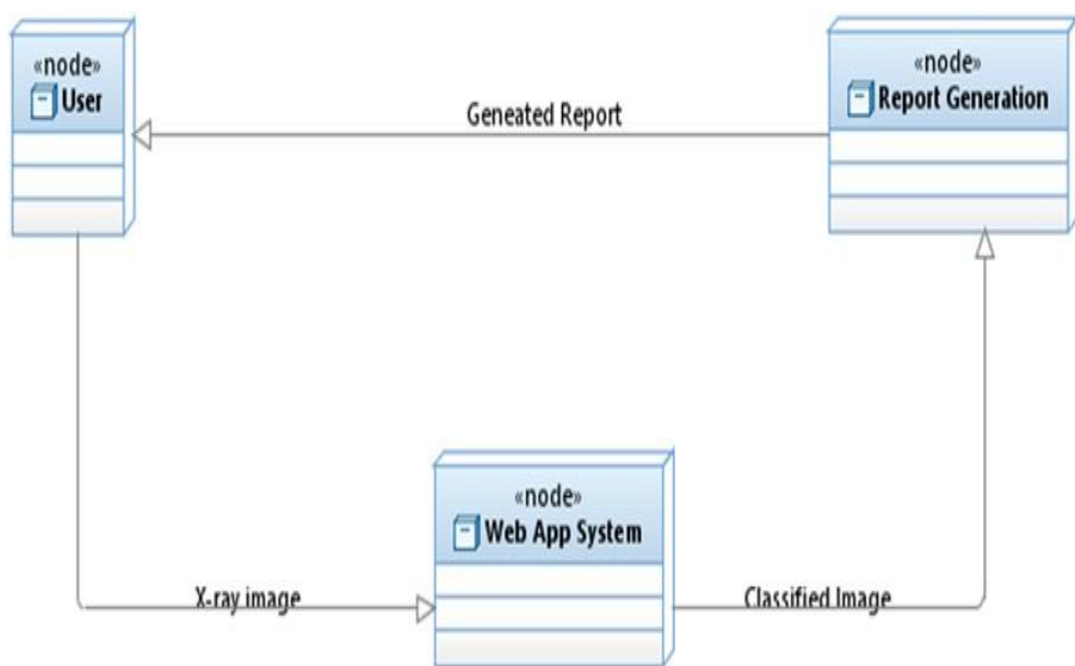 «node»
User
«node»
Report Generation
Geneated Report
«node»
Web App System
X-ray image
Classified Image